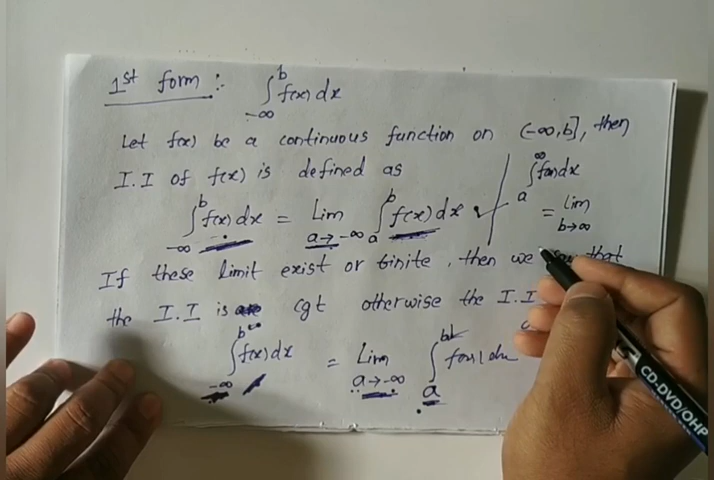 1st form :- ∫_{-∞}^{b} f(x) dx
Let f(x) be a continuous function on (-∞, b], then
I.I of f(x) is defined as
∫_{-∞}^{b} f(x) dx = Lim_{a→-∞} ∫_{a}^{b} f(x) dx ✓
∫_{a}^{∞} f(x) dx
= lim_{b→∞}
If these limit exist or finite, then we that
the I.I is cgt otherwise the I.I
∫_{-∞}^{b} f(x) dx = Lim_{a→-∞} ∫_{a}^{b} f(x) dx
CD-DVD/OHP